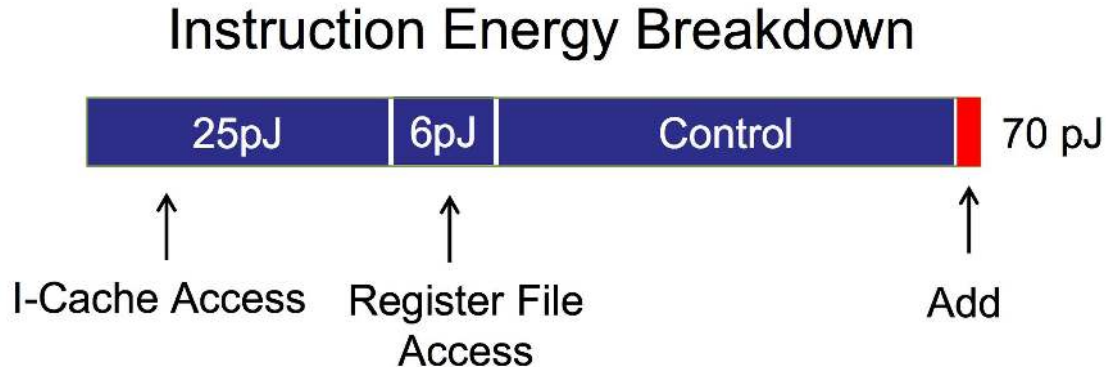 Instruction Energy Breakdown
25pJ 6pJ Control 70 pJ
I-Cache Access Register File Add
Access